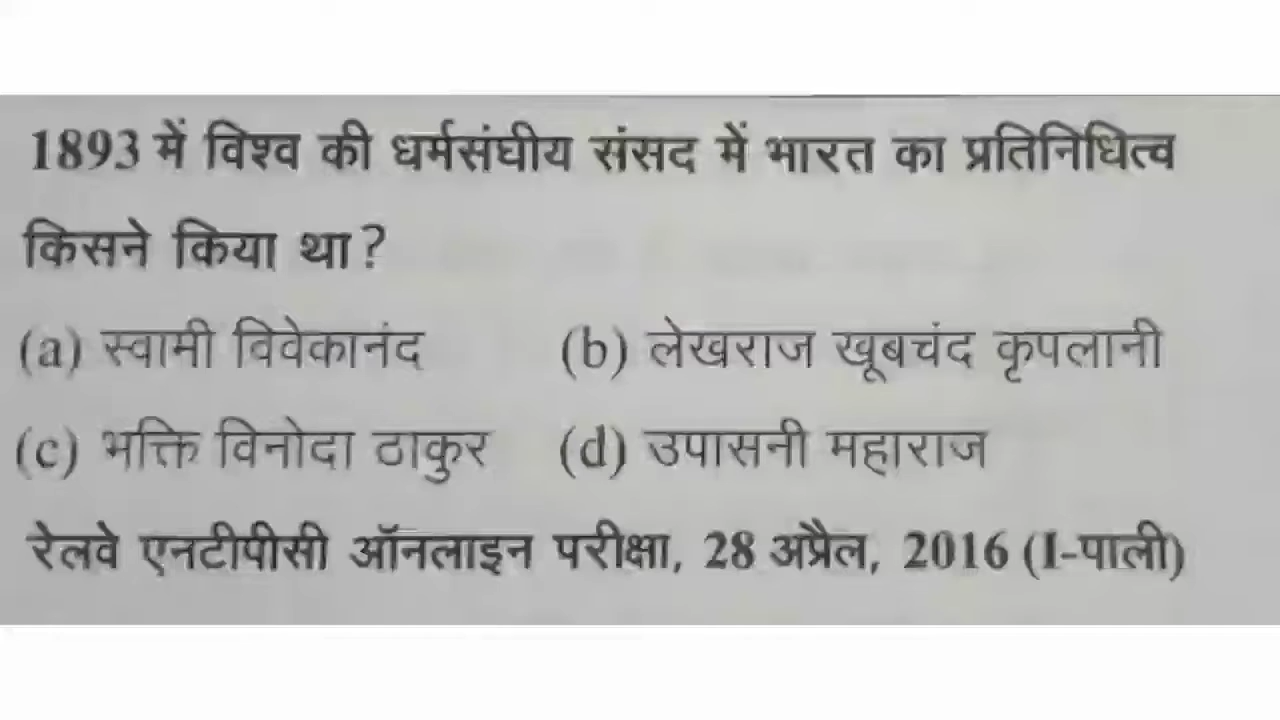 1893 में विश्व की धर्मसंघीय संसद में भारत का प्रतिनिधित्व
किसने किया था?
(a) स्वामी विवेकानंद (b) लेखराज खूबचंद कृपलानी
(c) भक्ति विनोदा ठाकुर (d) उपासनी महाराज
रेलवे एनटीपीसी ऑनलाइन परीक्षा, 28 अप्रैल, 2016 (I-पाली)